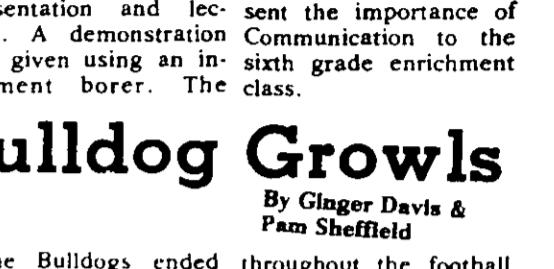 sentation and lec-
. A demonstration
given using an in-
ment borer. The
sent the importance of
Communication to the
sixth grade enrichment
class.
ulldog Growls
By Ginger Davis &
Pam Sheffield
e Bulldogs ended
throughout the football